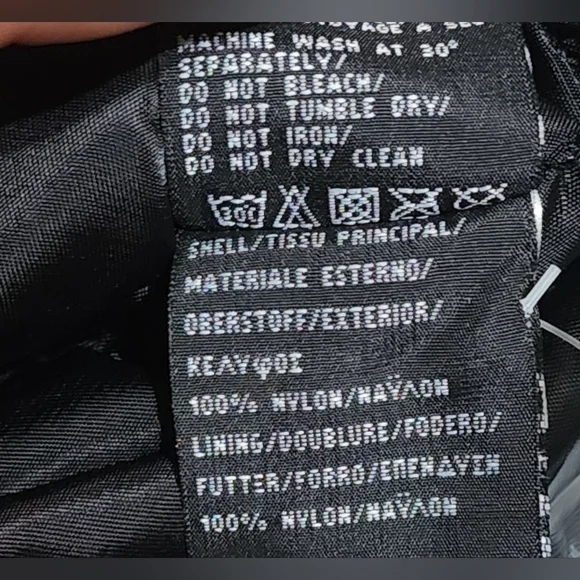 MACHINE WASH AT 30°
SEPARATELY/
DO NOT BLEACH/
DO NOT TUMBLE DRY/
DO NOT IRON/
DO NOT DRY CLEAN
30°
SHELL/TISSU PRINCIPAL/
MATERIALE ESTERNO/
OBERSTOFF/EXTERIOR/
ΚΕΛΥΦΟΣ
100% NYLON/ΝΑΫΛΟΝ
LINING/DOUBLURE/FODERO/
FUTTER/FORRO/ΕΠΕΝΔΥΕΗ
100% NYLON/ΝΑΫΛΟΝ